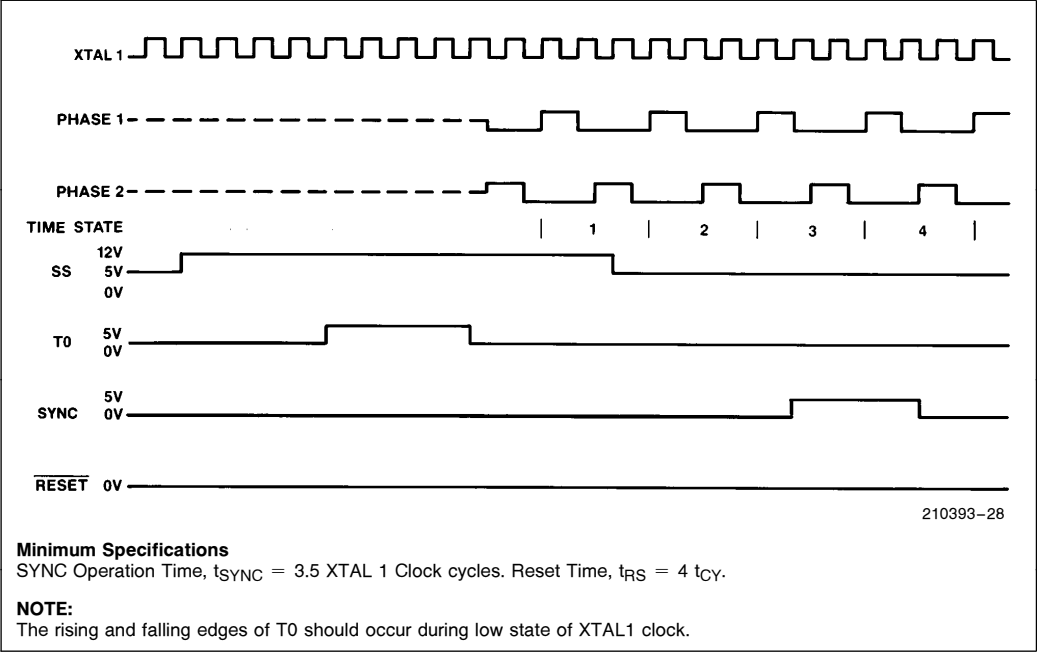 XTAL 1
PHASE 1
PHASE 2
TIME STATE 1 2 3 4
12V
SS 5V
0V
5V
T0
0V
5V
SYNC 0V
RESET 0V
210393–28
Minimum Specifications
SYNC Operation Time, tSYNC = 3.5 XTAL 1 Clock cycles. Reset Time, tRS = 4 tCY.
NOTE:
The rising and falling edges of T0 should occur during low state of XTAL1 clock.